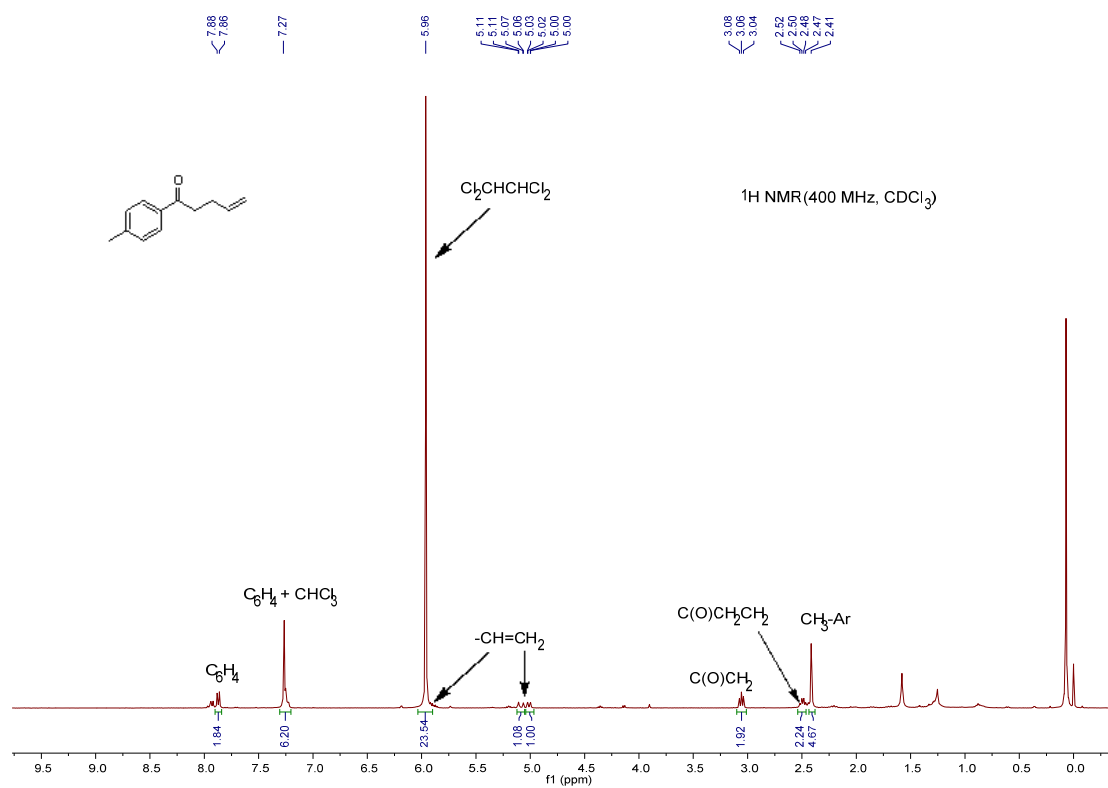 7.88
7.86
7.27
5.96
5.11
5.11
5.07
5.06
5.03
5.02
5.00
5.00
3.08
3.06
3.04
2.52
2.50
2.48
2.47
2.41
O
Cl2CHCHCl2
1H NMR(400 MHz, CDCl3)
C6H4 + CHCl3
C(O)CH2CH2
CH3-Ar
-CH=CH2
C6H4
C(O)CH2
1.84
6.20
23.54
1.08
1.00
1.92
2.24
4.67
9.5 9.0 8.5 8.0 7.5 7.0 6.5 6.0 5.5 5.0 4.5 4.0 3.5 3.0 2.5 2.0 1.5 1.0 0.5 0.0
f1 (ppm)